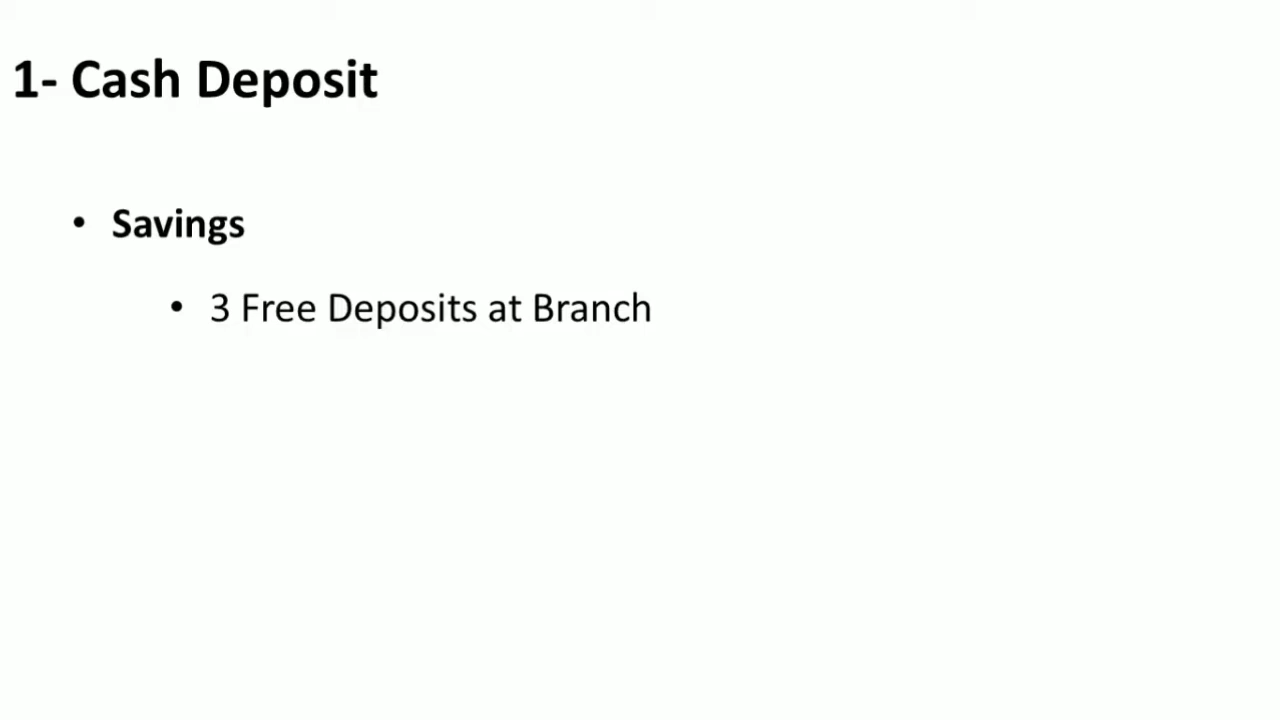 1- Cash Deposit
• Savings
• 3 Free Deposits at Branch